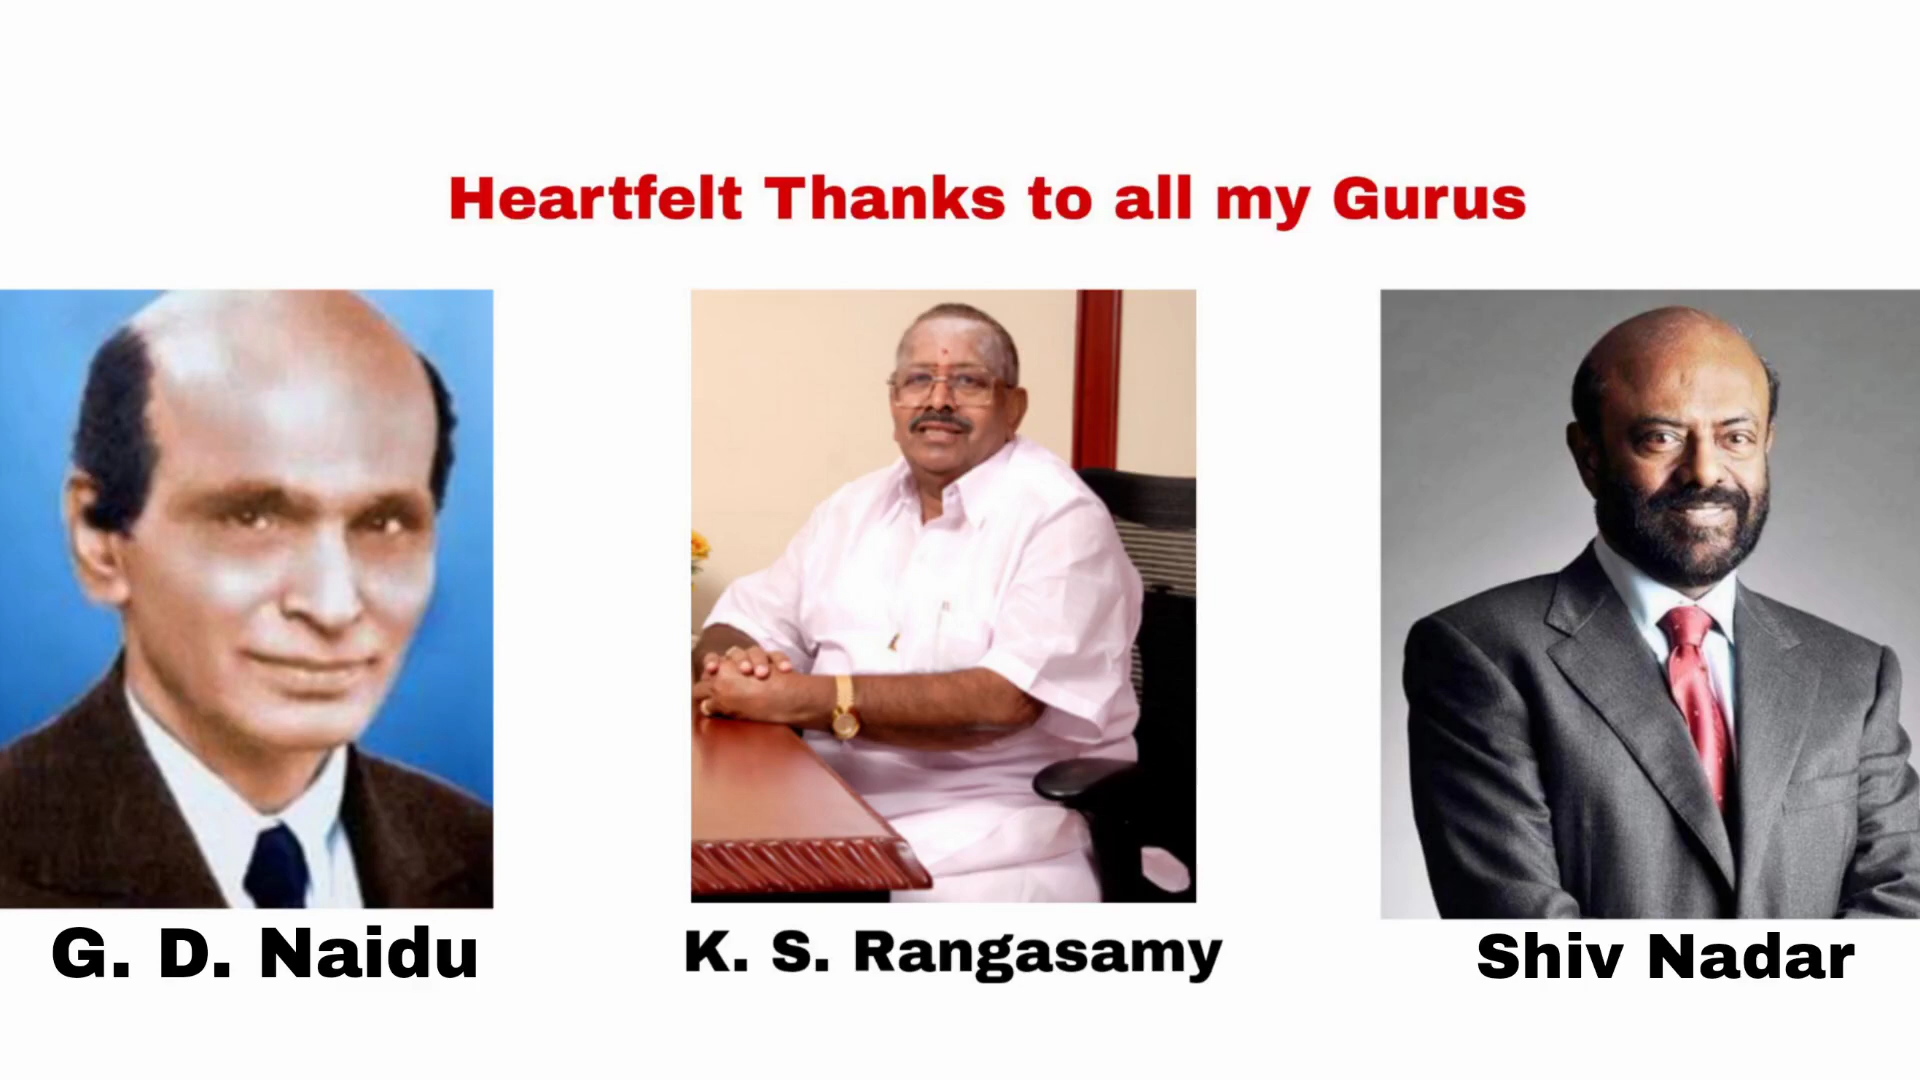 Heartfelt Thanks to all my Gurus
G. D. Naidu
K. S. Rangasamy
Shiv Nadar